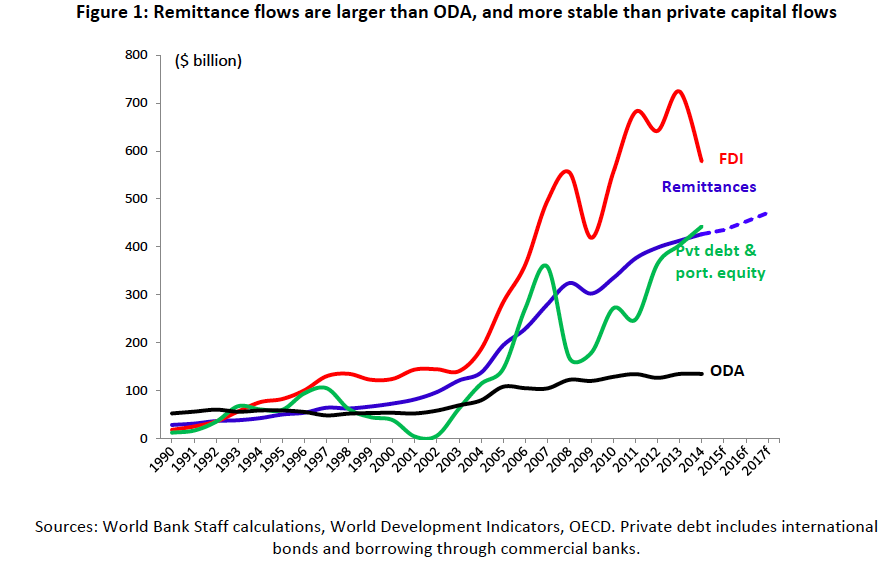 Figure 1: Remittance flows are larger than ODA, and more stable than private capital flows
($ billion)
800
700
600
500
400
300
200
100
0
FDI
Remittances
Pvt debt &
port. equity
ODA
1990
1991
1992
1993
1994
1995
1996
1997
1998
1999
2000
2001
2002
2003
2004
2005
2006
2007
2008
2009
2010
2011
2012
2013
2014
2015f
2016f
2017f
Sources: World Bank Staff calculations, World Development Indicators, OECD. Private debt includes international
bonds and borrowing through commercial banks.